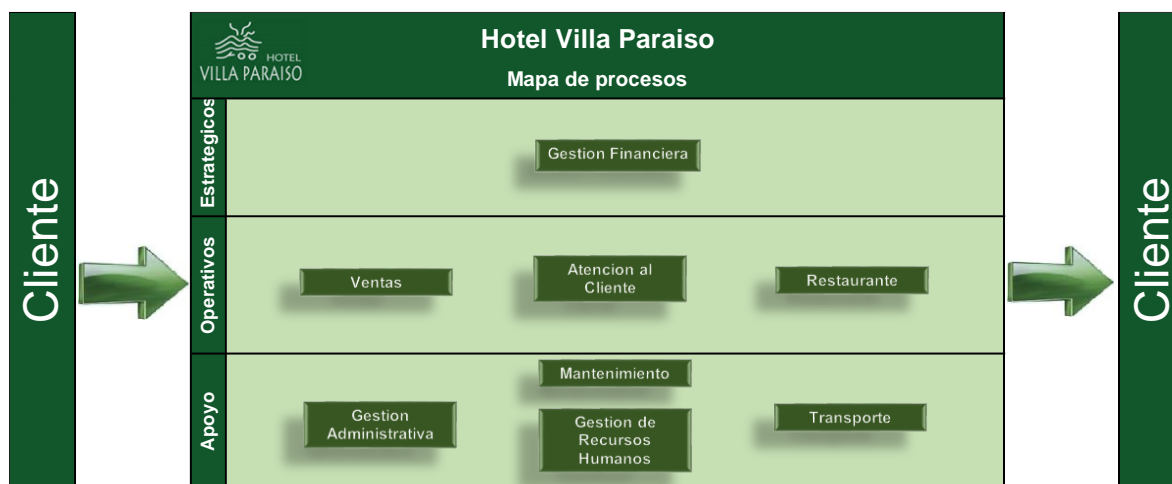 Cliente
HOTEL
VILLA PARAISO
Hotel Villa Paraiso
Mapa de procesos
Estrategicos
Gestion Financiera
Operativos
Ventas
Atencion al
Cliente
Restaurante
Apoyo
Mantenimiento
Gestion
Administrativa
Gestion de
Recursos
Humanos
Transporte
Cliente